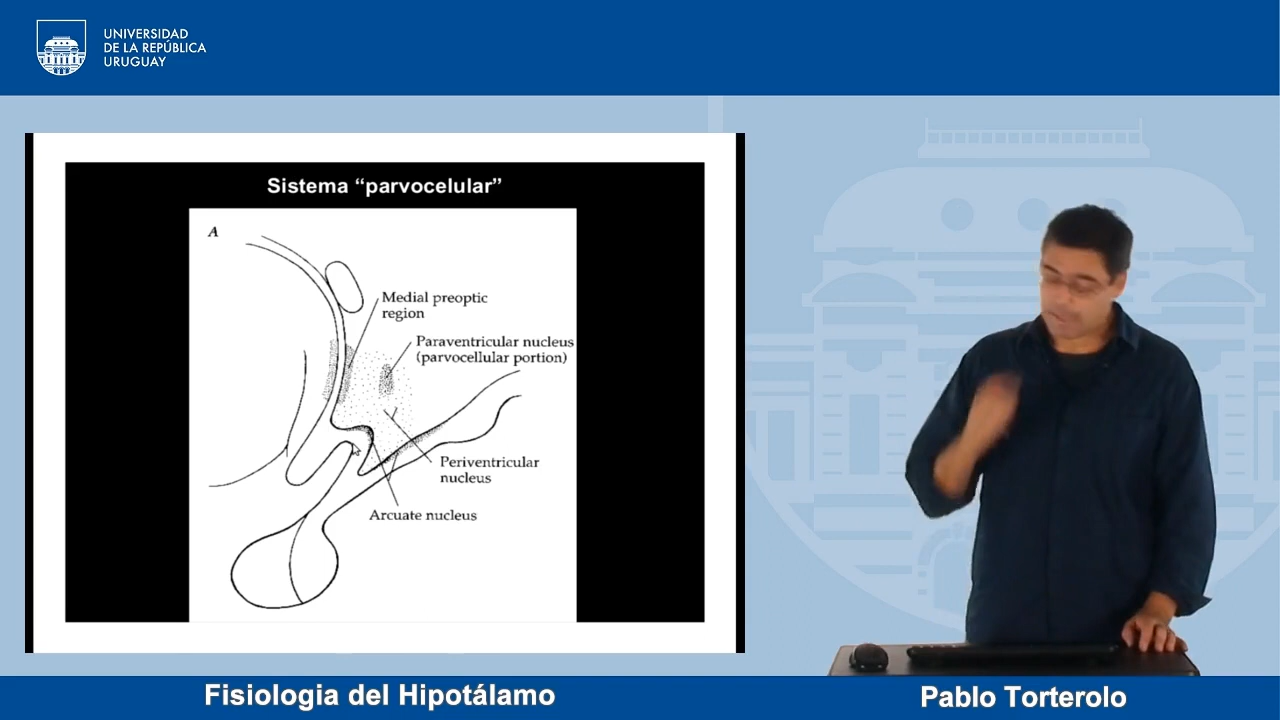 UNIVERSIDAD
DE LA REPÚBLICA
URUGUAY
Sistema “parvocelular”
A
Medial preoptic
region
Paraventricular nucleus
(parvocellular portion)
Periventricular
nucleus
Arcuate nucleus
Fisiologia del Hipotálamo
Pablo Torterolo